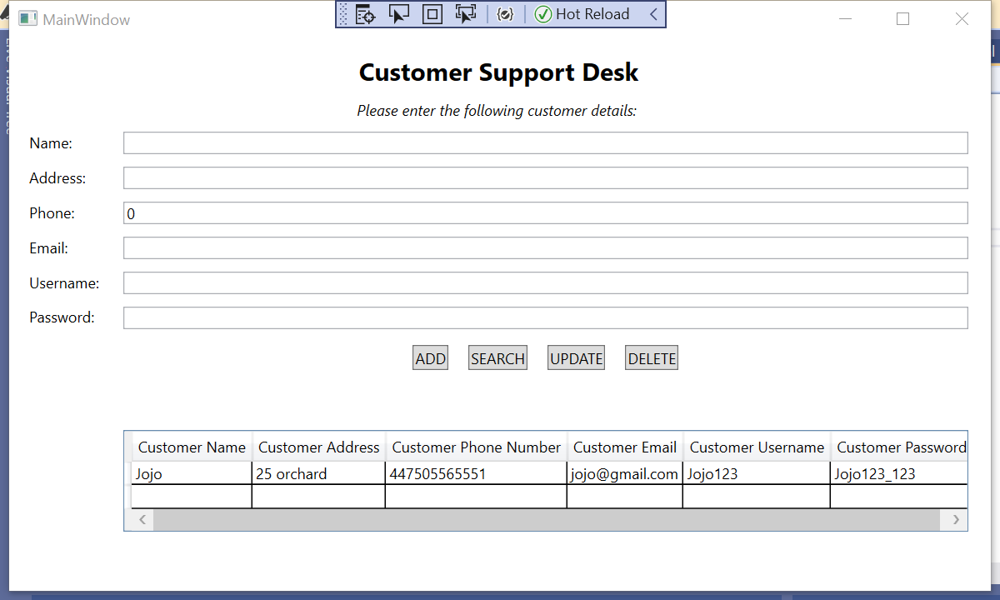 MainWindow
Hot Reload
Customer Support Desk
Please enter the following customer details:
Name:
Address:
Phone: 0
Email:
Username:
Password:
ADD SEARCH UPDATE DELETE
Customer Name Customer Address Customer Phone Number Customer Email Customer Username Customer Password
Jojo 25 orchard 447505565551 jojo@gmail.com Jojo123 Jojo123_123